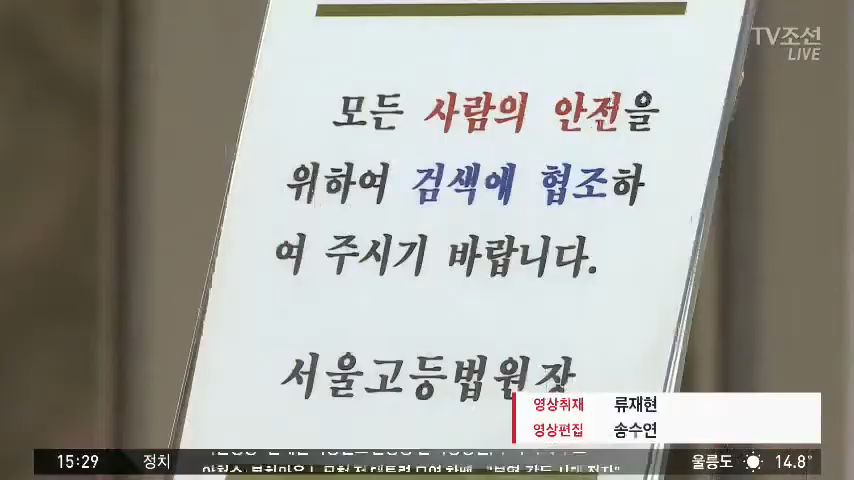 TV조선
LIVE
모든 사람의 안전을
위하여 검색에 협조하
여 주시기 바랍니다.
서울고등법원장
영상취재 류재현
영상편집 송수연
15:29 정치 울릉도 14.8°